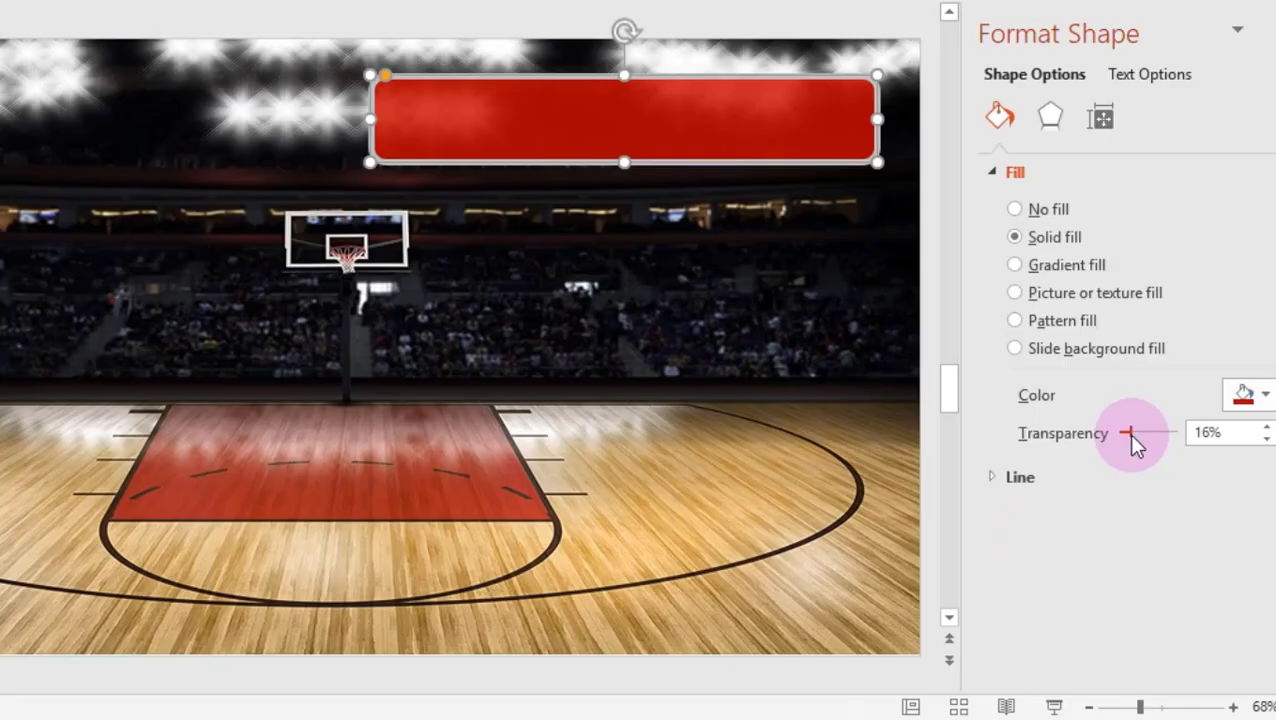 Format Shape
Shape Options Text Options
Fill
No fill
Solid fill
Gradient fill
Picture or texture fill
Pattern fill
Slide background fill
Color
Transparency 16%
Line
68%